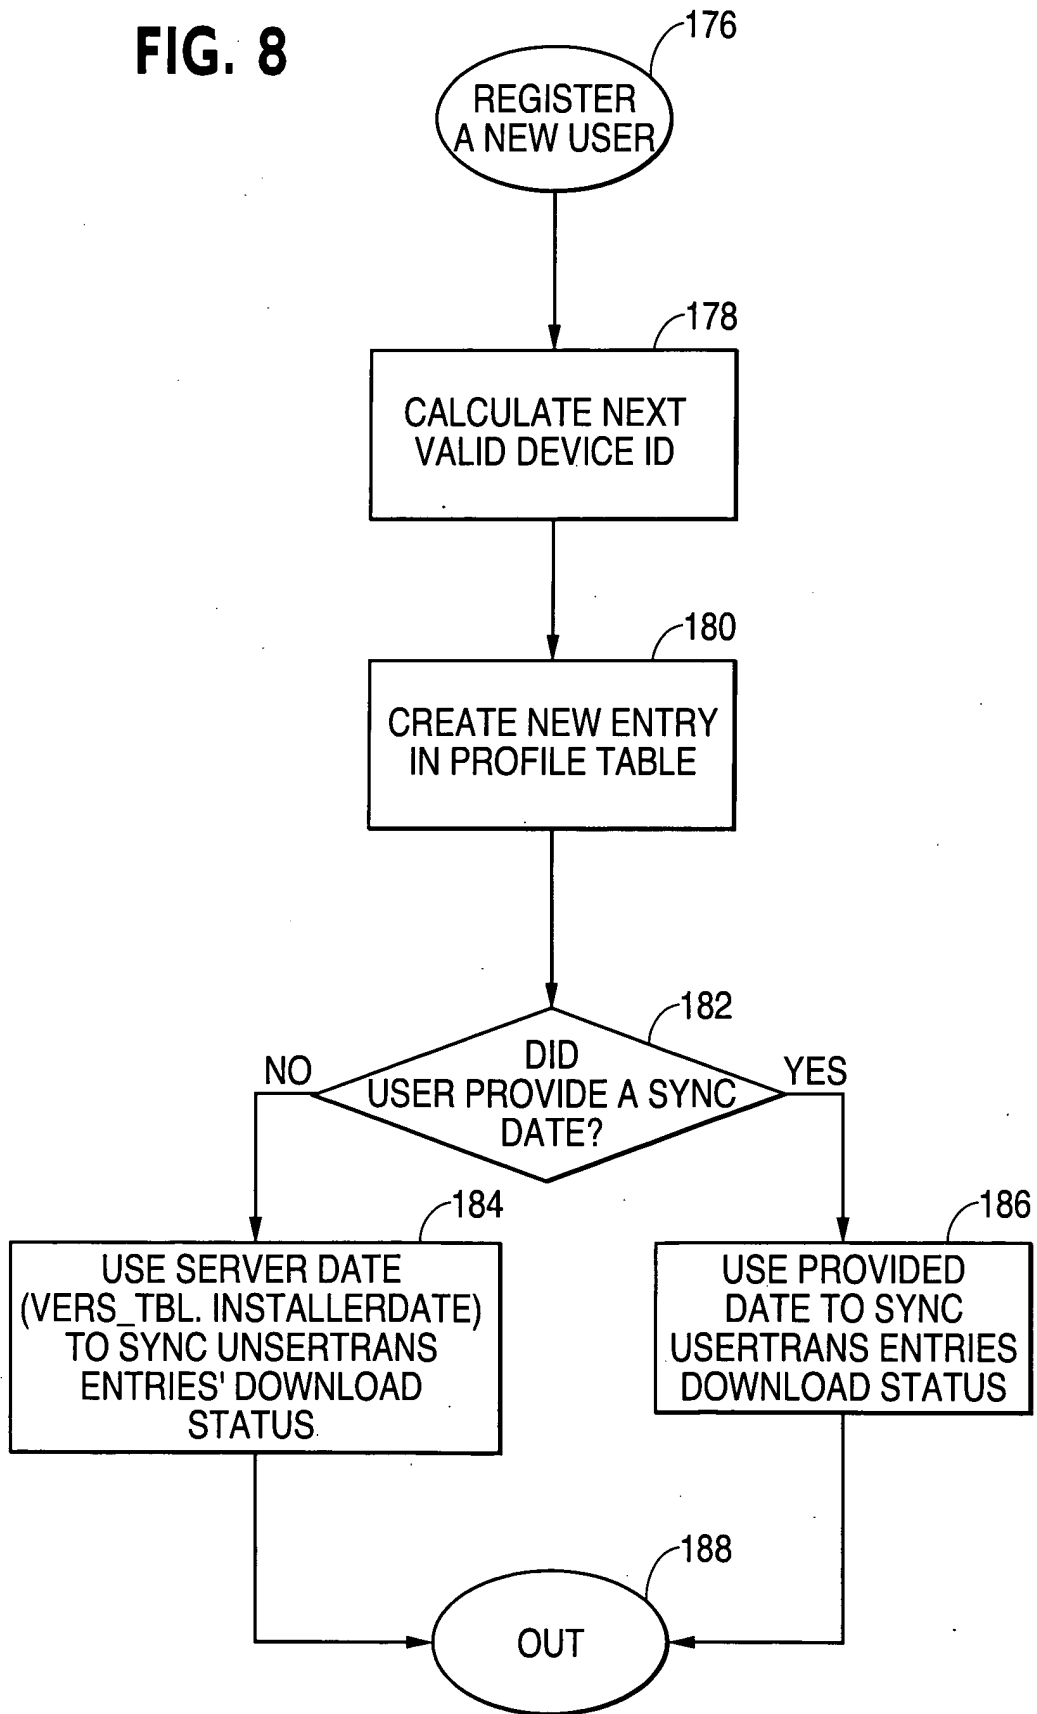 FIG. 8
176
REGISTER
A NEW USER
178
CALCULATE NEXT
VALID DEVICE ID
180
CREATE NEW ENTRY
IN PROFILE TABLE
182
DID
USER PROVIDE A SYNC
DATE?
NO
YES
184
USE SERVER DATE
(VERS_TBL. INSTALLERDATE)
TO SYNC UNSERTRANS
ENTRIES' DOWNLOAD
STATUS
186
USE PROVIDED
DATE TO SYNC
USERTRANS ENTRIES
DOWNLOAD STATUS
188
OUT